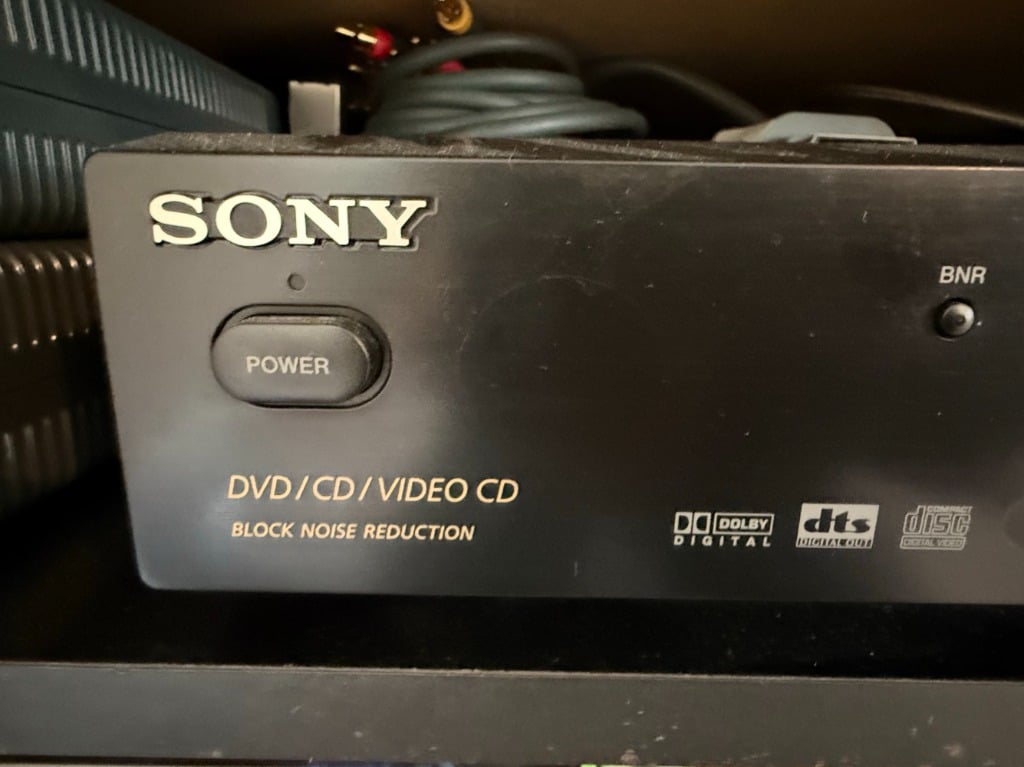 SONY
BNR
POWER
DVD/CD/VIDEO CD
BLOCK NOISE REDUCTION
DOLBY
DIGITAL
dts
DIGITAL OUT
COMPACT
disc
DIGITAL VIDEO